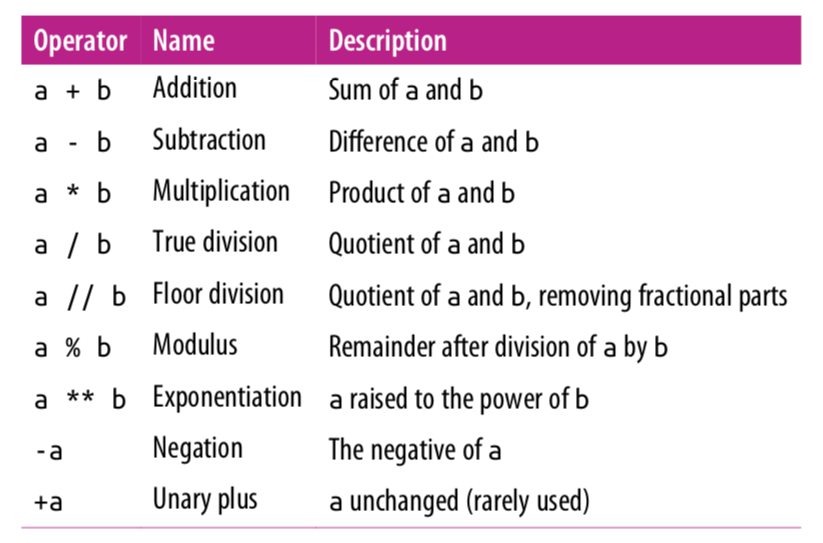 Operator Name Description
a + b Addition Sum of a and b
a - b Subtraction Difference of a and b
a * b Multiplication Product of a and b
a / b True division Quotient of a and b
a // b Floor division Quotient of a and b, removing fractional parts
a % b Modulus Remainder after division of a by b
a ** b Exponentiation a raised to the power of b
-a Negation The negative of a
+a Unary plus a unchanged (rarely used)